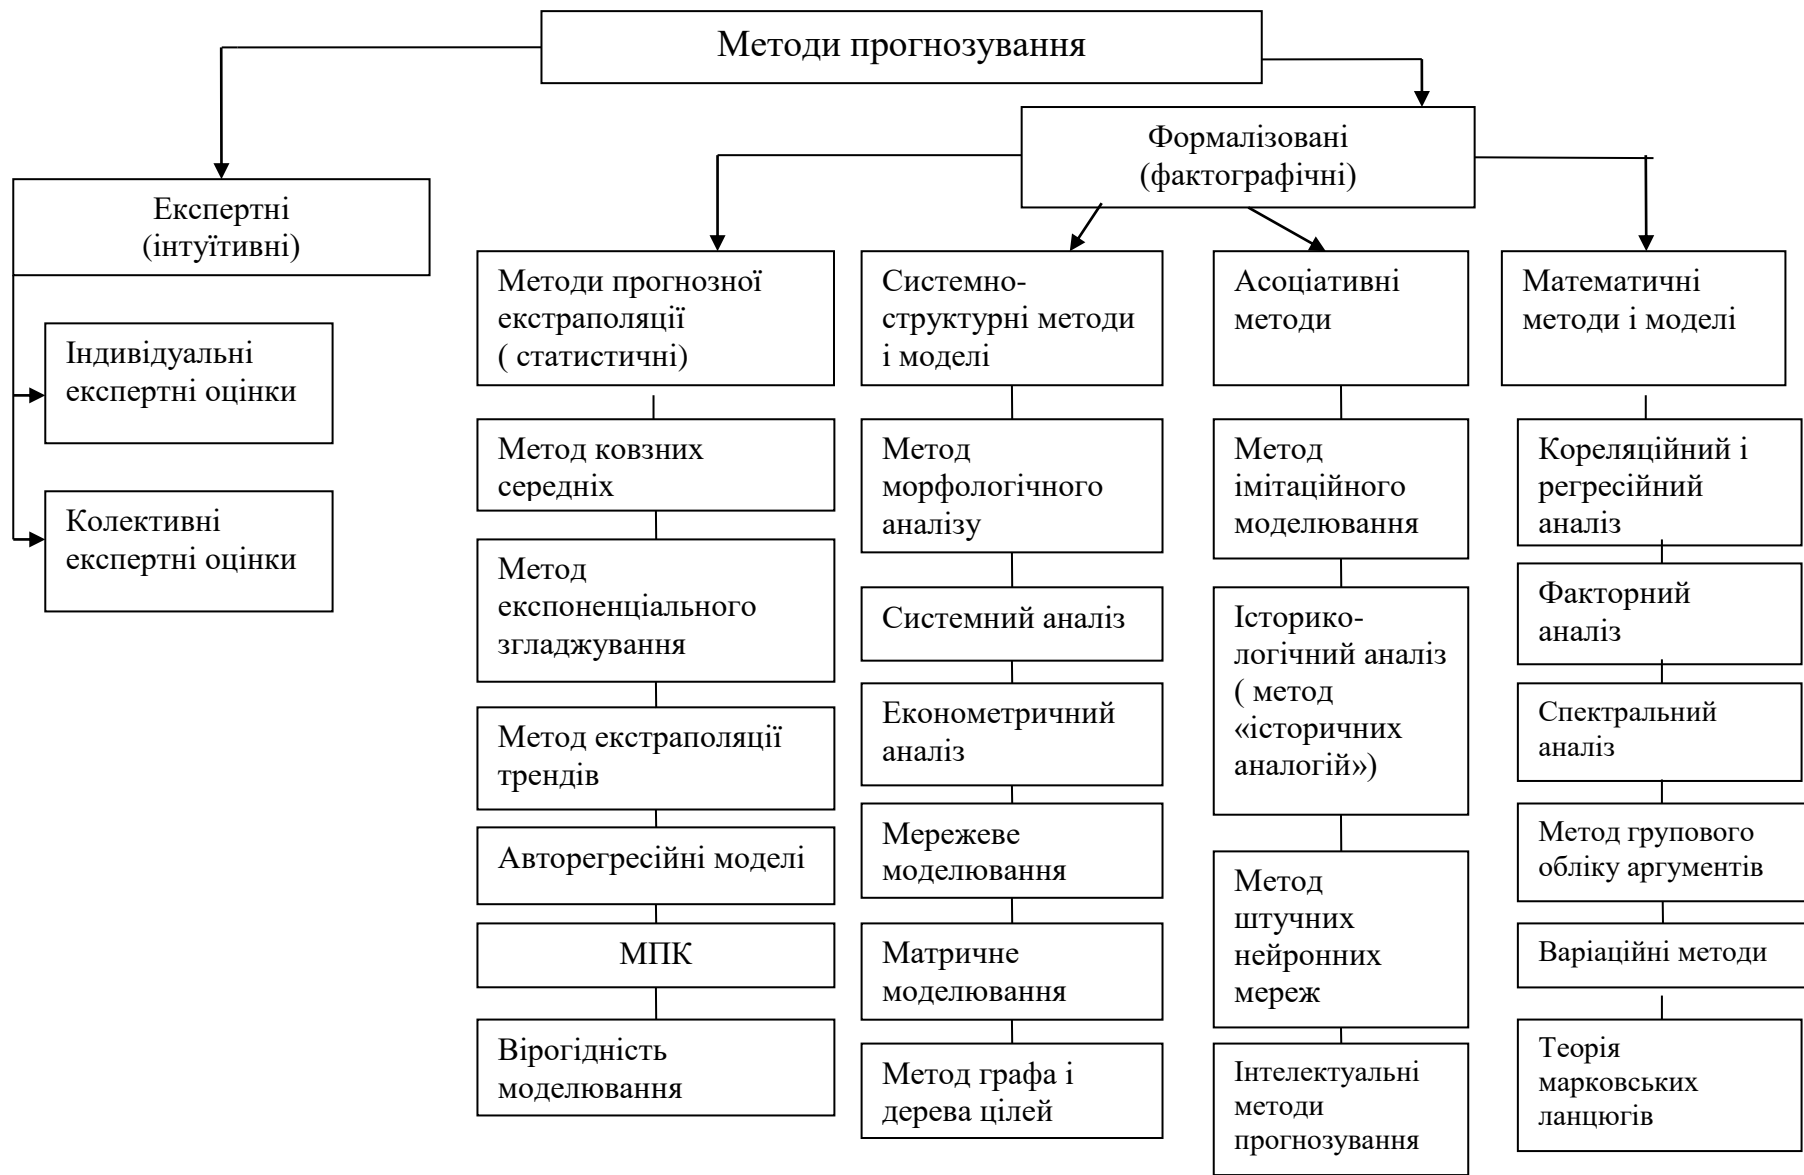 Методи прогнозування
Формалізовані
(фактографічні)
Експертні
(інтуїтивні)
Індивідуальні
експертні оцінки
Колективні
експертні оцінки
Методи прогнозної
екстраполяції
( статистичні)
Метод ковзних
середніх
Метод
експоненціального
згладжування
Метод екстраполяції
трендів
Авторегресійні моделі
МПК
Вірогідність
моделювання
Системно-
структурні методи
і моделі
Метод
морфологічного
аналізу
Системний аналіз
Економетричний
аналіз
Мережеве
моделювання
Матричне
моделювання
Метод графа і
дерева цілей
Асоціативні
методи
Метод
імітаційного
моделювання
Історико-
логічний аналіз
( метод
«історичних
аналогій»)
Метод
штучних
нейронних
мереж
Інтелектуальні
методи
прогнозування
Математичні
методи і моделі
Кореляційний і
регресійний
аналіз
Факторний
аналіз
Спектральний
аналіз
Метод групового
обліку аргументів
Варіаційні методи
Теорія
марковських
ланцюгів